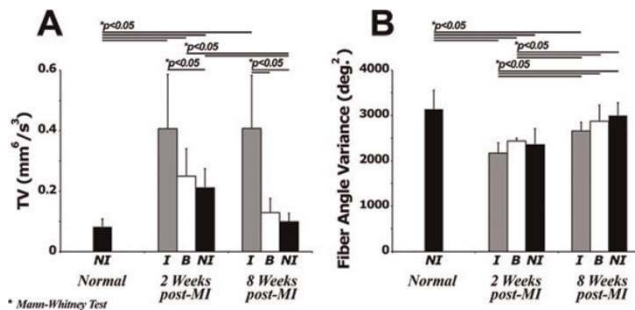 A
*p<0.05
*p<0.05
*p<0.05
*p<0.05
TV (mm6/s3)
0.6
0.4
0.2
0
NI
I B NI
I B NI
Normal
2 Weeks
post-MI
8 Weeks
post-MI
* Mann-Whitney Test
B
*p<0.05
*p<0.05
*p<0.05
Fiber Angle Variance (deg.2)
4000
3000
2000
1000
0
NI
I B NI
I B NI
Normal
2 Weeks
post-MI
8 Weeks
post-MI